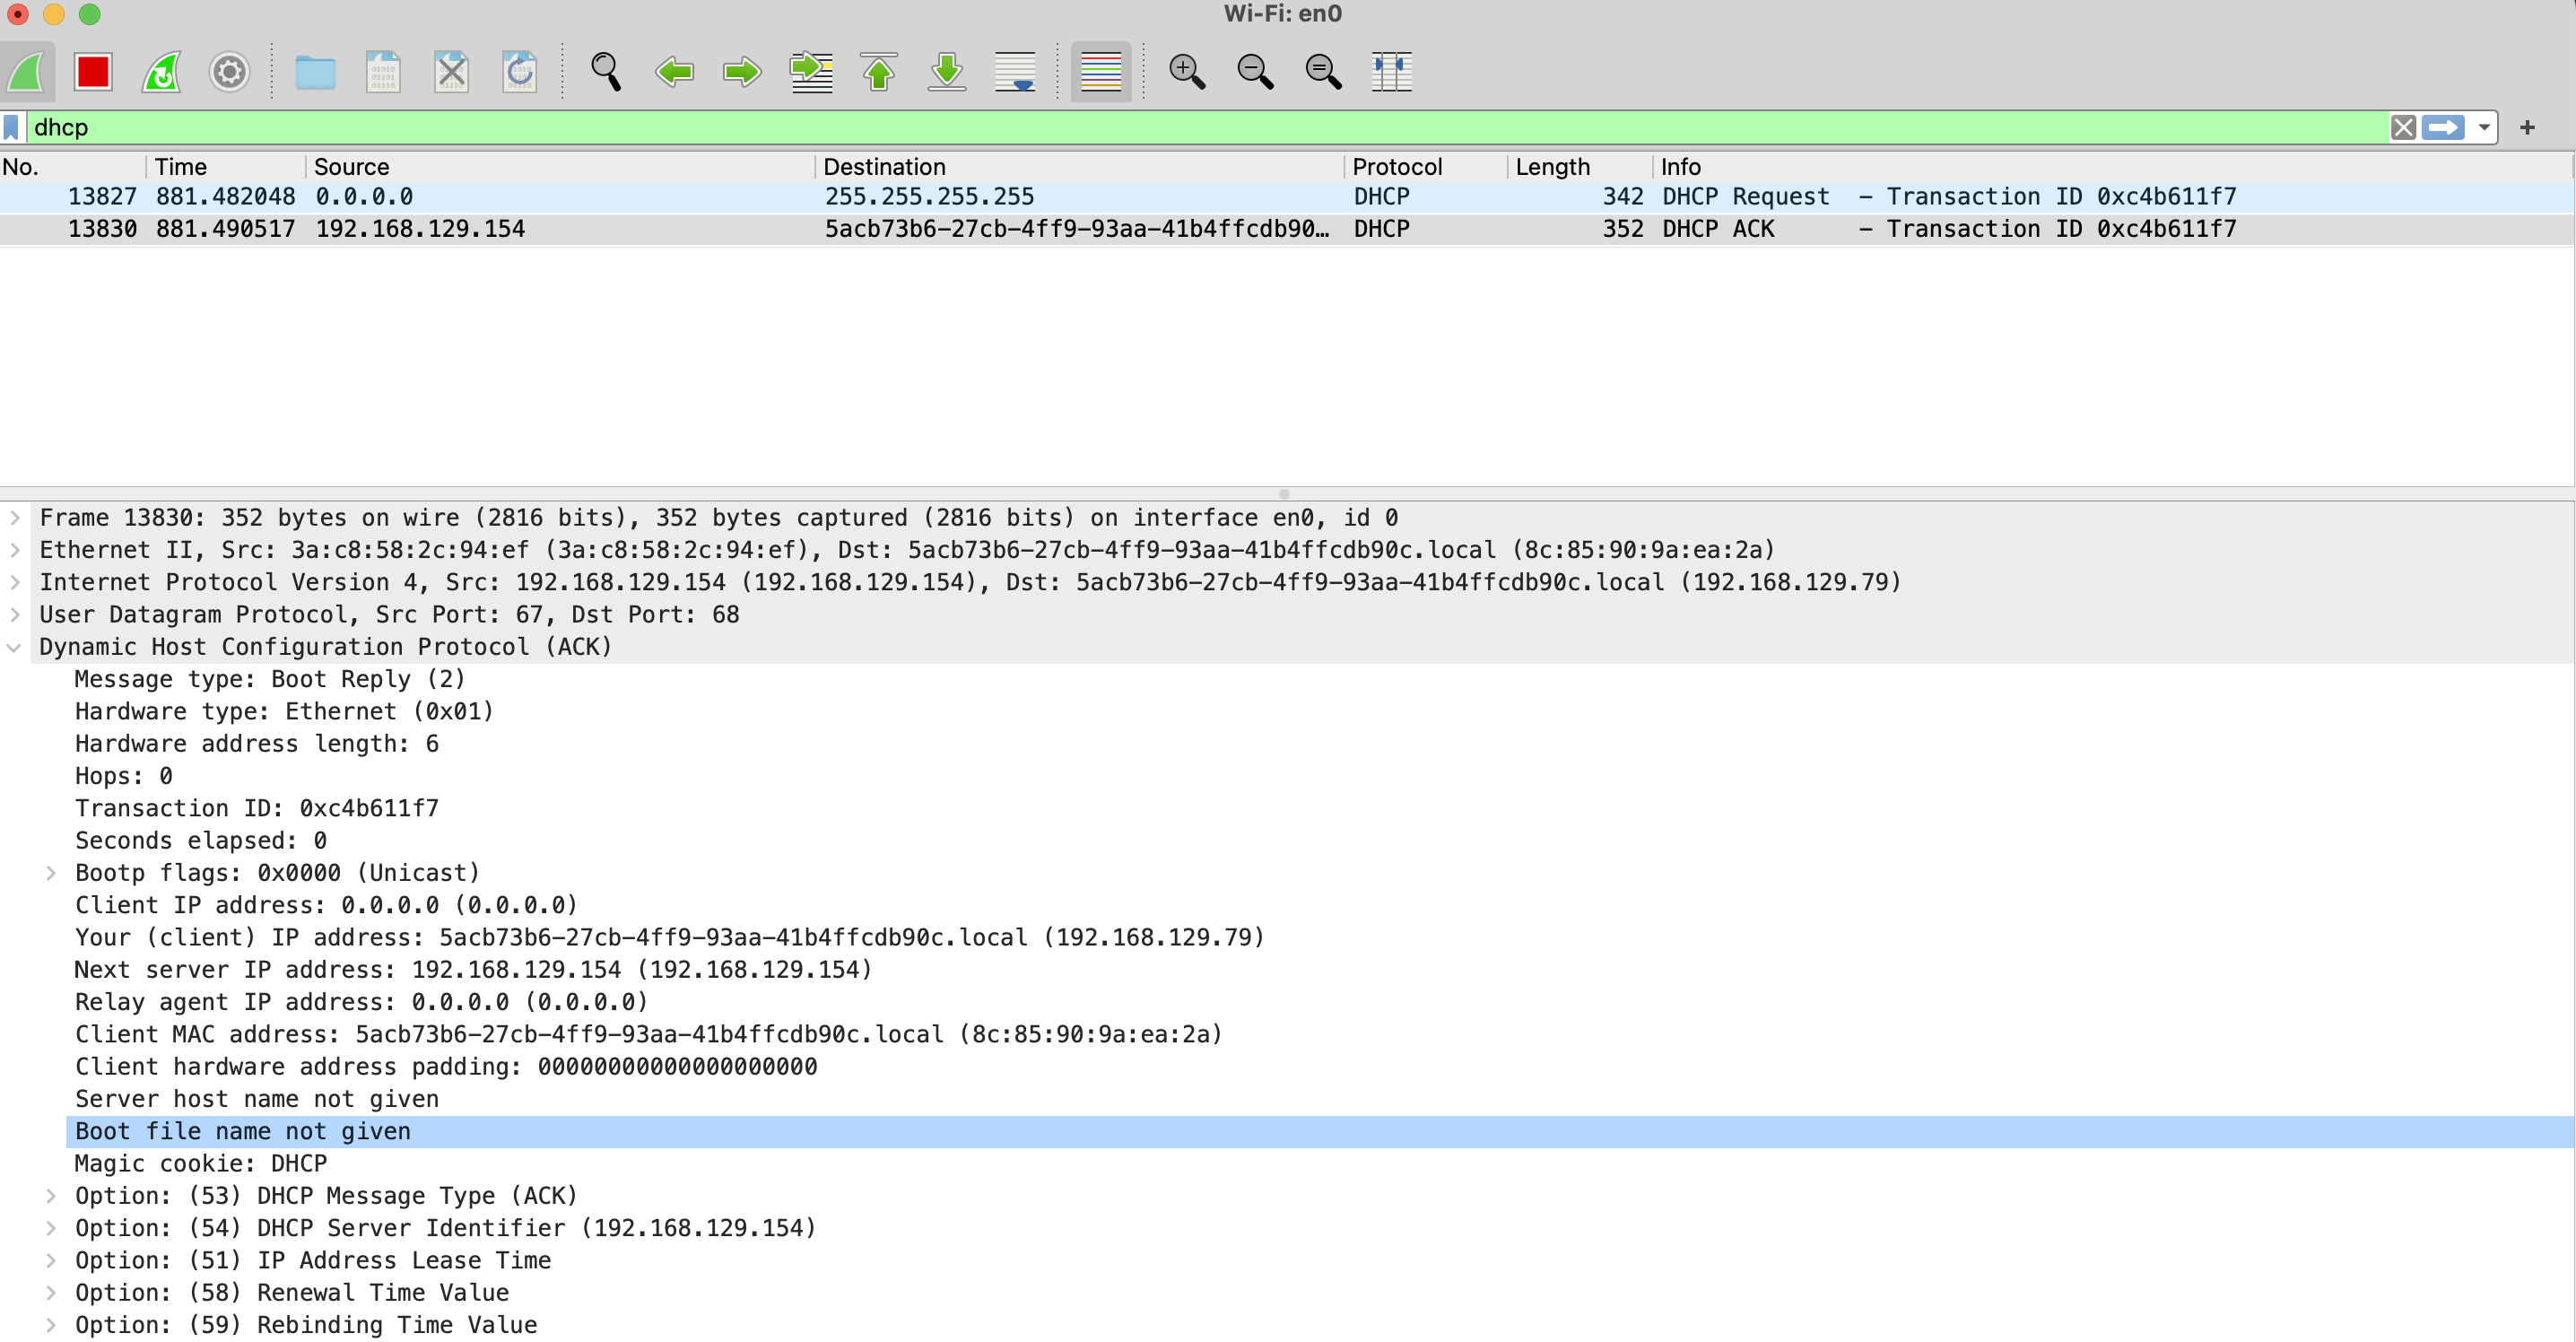 Wi-Fi: en0
dhcp
No. Time Source Destination Protocol Length Info
13827 881.482048 0.0.0.0 255.255.255.255 DHCP 342 DHCP Request – Transaction ID 0xc4b611f7
13830 881.490517 192.168.129.154 5acb73b6-27cb-4ff9-93aa-41b4ffcdb90… DHCP 352 DHCP ACK – Transaction ID 0xc4b611f7
Frame 13830: 352 bytes on wire (2816 bits), 352 bytes captured (2816 bits) on interface en0, id 0
Ethernet II, Src: 3a:c8:58:2c:94:ef (3a:c8:58:2c:94:ef), Dst: 5acb73b6-27cb-4ff9-93aa-41b4ffcdb90c.local (8c:85:90:9a:ea:2a)
Internet Protocol Version 4, Src: 192.168.129.154 (192.168.129.154), Dst: 5acb73b6-27cb-4ff9-93aa-41b4ffcdb90c.local (192.168.129.79)
User Datagram Protocol, Src Port: 67, Dst Port: 68
Dynamic Host Configuration Protocol (ACK)
Message type: Boot Reply (2)
Hardware type: Ethernet (0x01)
Hardware address length: 6
Hops: 0
Transaction ID: 0xc4b611f7
Seconds elapsed: 0
Bootp flags: 0x0000 (Unicast)
Client IP address: 0.0.0.0 (0.0.0.0)
Your (client) IP address: 5acb73b6-27cb-4ff9-93aa-41b4ffcdb90c.local (192.168.129.79)
Next server IP address: 192.168.129.154 (192.168.129.154)
Relay agent IP address: 0.0.0.0 (0.0.0.0)
Client MAC address: 5acb73b6-27cb-4ff9-93aa-41b4ffcdb90c.local (8c:85:90:9a:ea:2a)
Client hardware address padding: 00000000000000000000
Server host name not given
Boot file name not given
Magic cookie: DHCP
Option: (53) DHCP Message Type (ACK)
Option: (54) DHCP Server Identifier (192.168.129.154)
Option: (51) IP Address Lease Time
Option: (58) Renewal Time Value
Option: (59) Rebinding Time Value